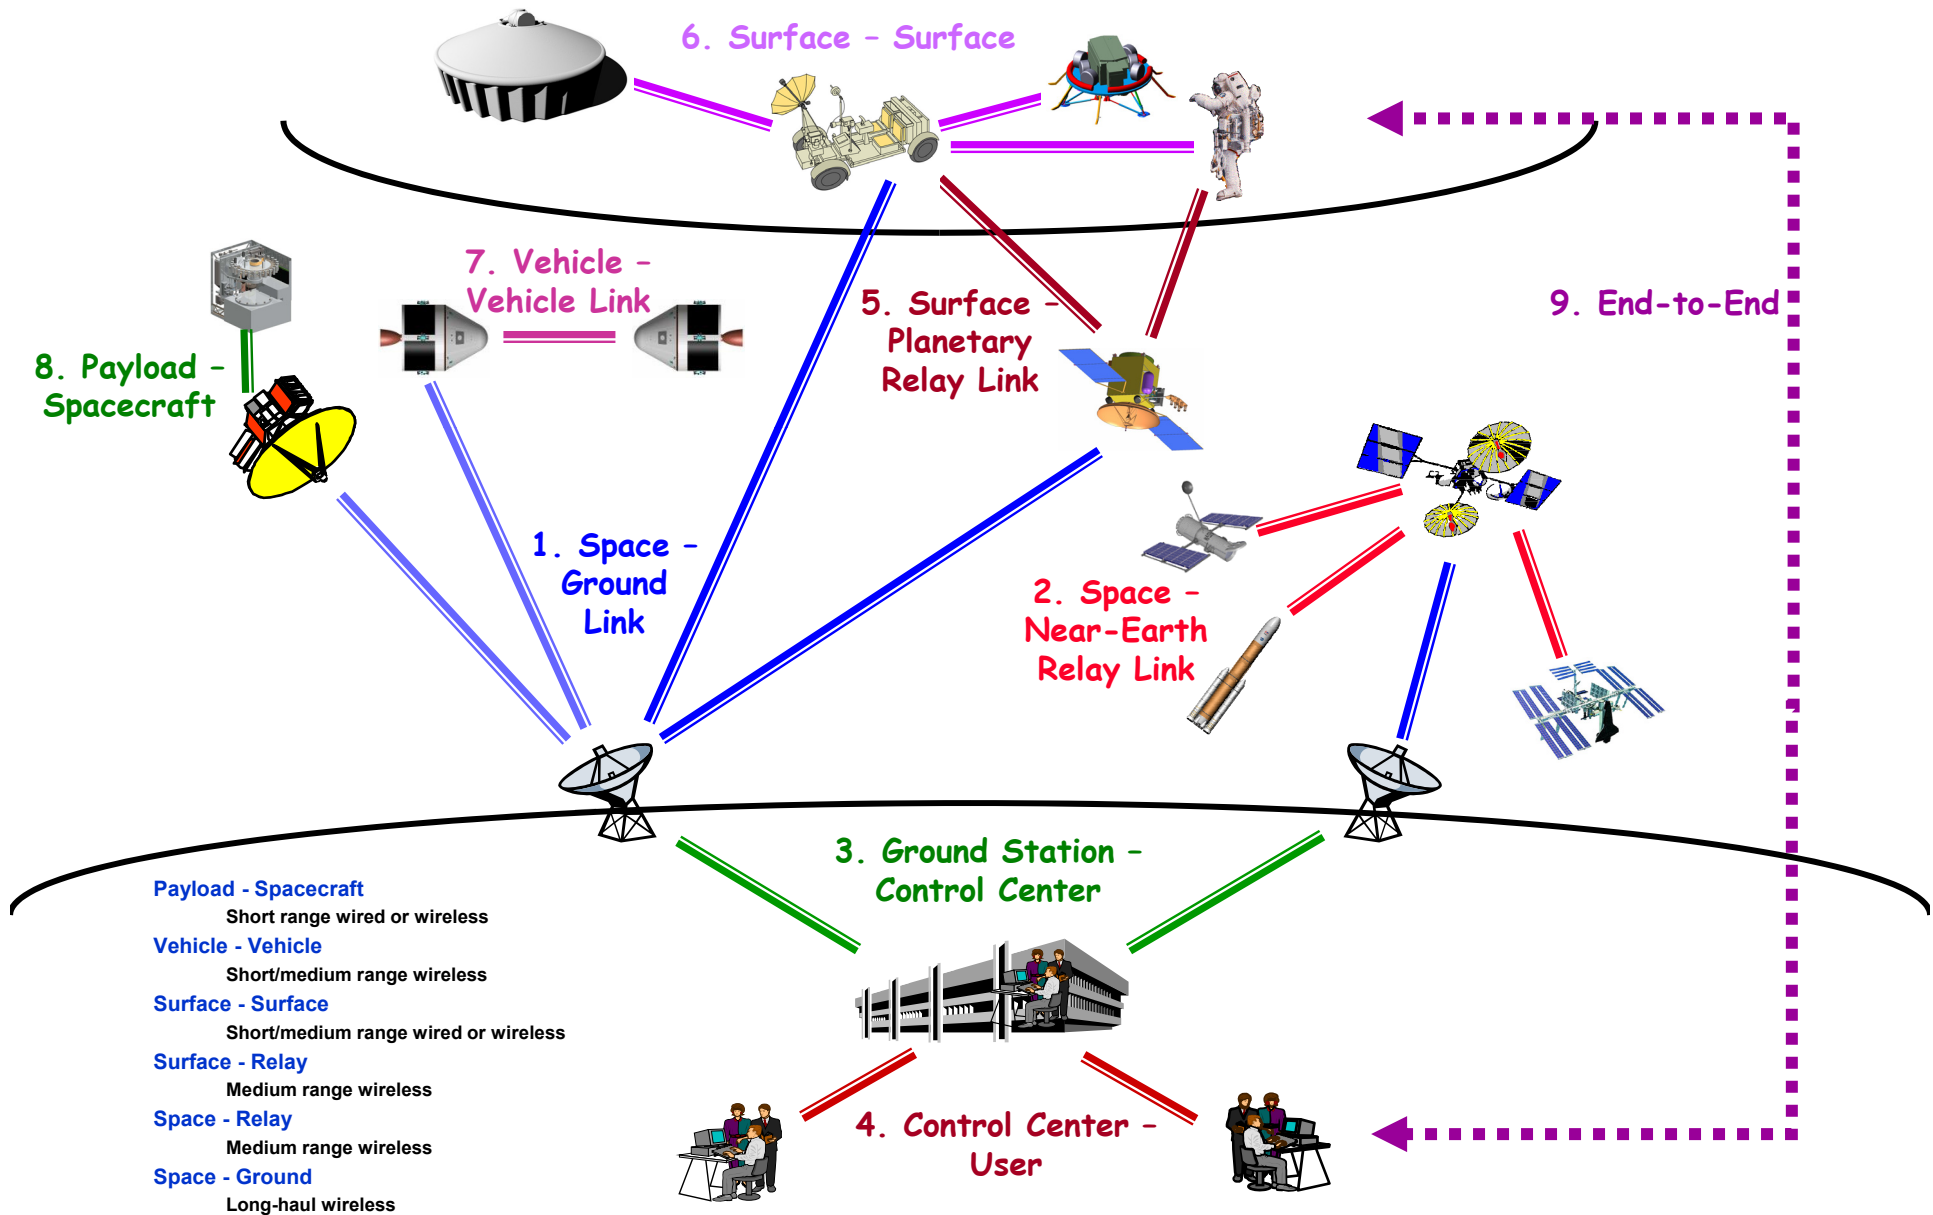 6. Surface – Surface
7. Vehicle –
Vehicle Link
5. Surface –
Planetary
Relay Link
9. End-to-End
8. Payload –
Spacecraft
1. Space –
Ground
Link
2. Space –
Near-Earth
Relay Link
3. Ground Station –
Control Center
4. Control Center –
User
Payload - Spacecraft
Short range wired or wireless
Vehicle - Vehicle
Short/medium range wireless
Surface - Surface
Short/medium range wired or wireless
Surface - Relay
Medium range wireless
Space - Relay
Medium range wireless
Space - Ground
Long-haul wireless